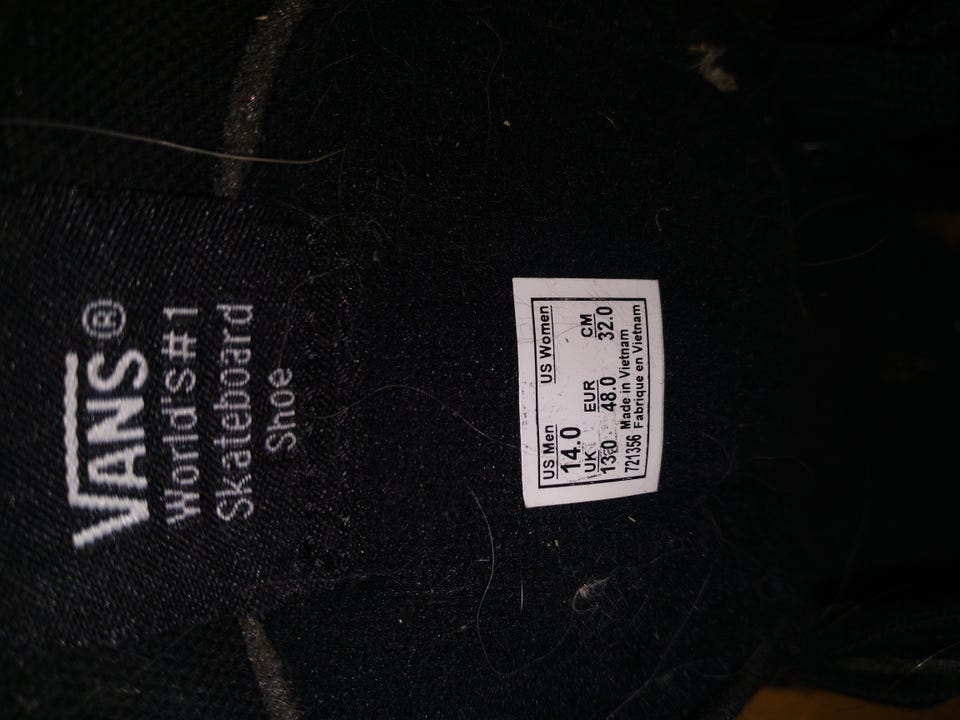 VANS®
World's#1
Skateboard
Shoe
US Men US Women
14.0
UK EUR CM
13.0 48.0 32.0
721356 Made in Vietnam
Fabrique en Vietnam